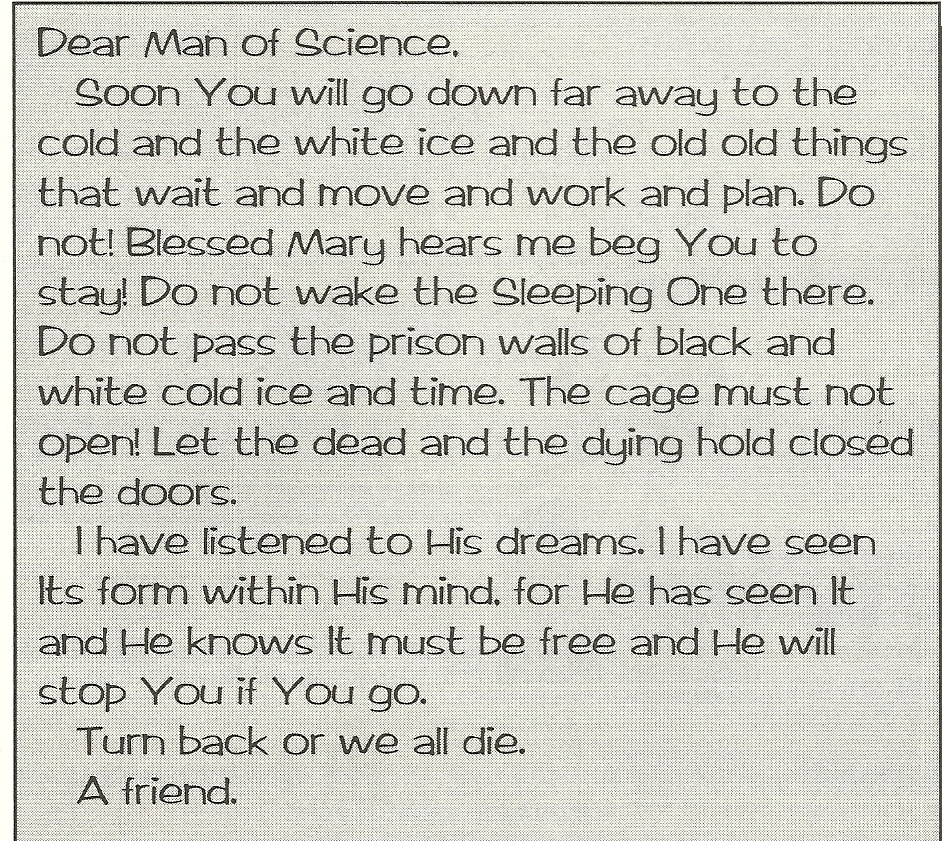 Dear Man of Science,
Soon You will go down far away to the
cold and the white ice and the old old things
that wait and move and work and plan. Do
not! Blessed Mary hears me beg You to
stay! Do not wake the Sleeping One there.
Do not pass the prison walls of black and
white cold ice and time. The cage must not
open! Let the dead and the dying hold closed
the doors.
I have listened to His dreams. I have seen
Its form within His mind, for He has seen It
and He knows It must be free and He will
stop You if You go.
Turn back or we all die.
A friend.